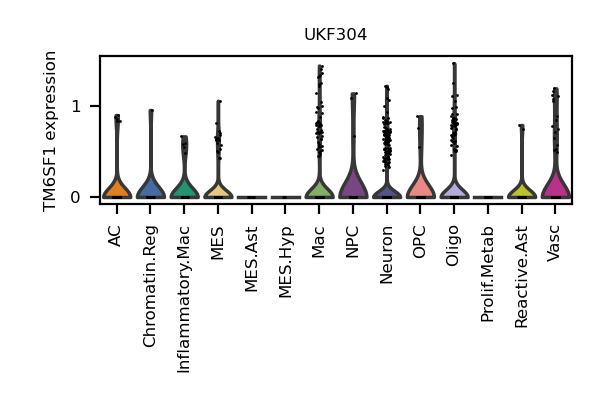 UKF304
TM6SF1 expression
1
0
AC
Chromatin.Reg
Inflammatory.Mac
MES
MES.Ast
MES.Hyp
Mac
NPC
Neuron
OPC
Oligo
Prolif.Metab
Reactive.Ast
Vasc